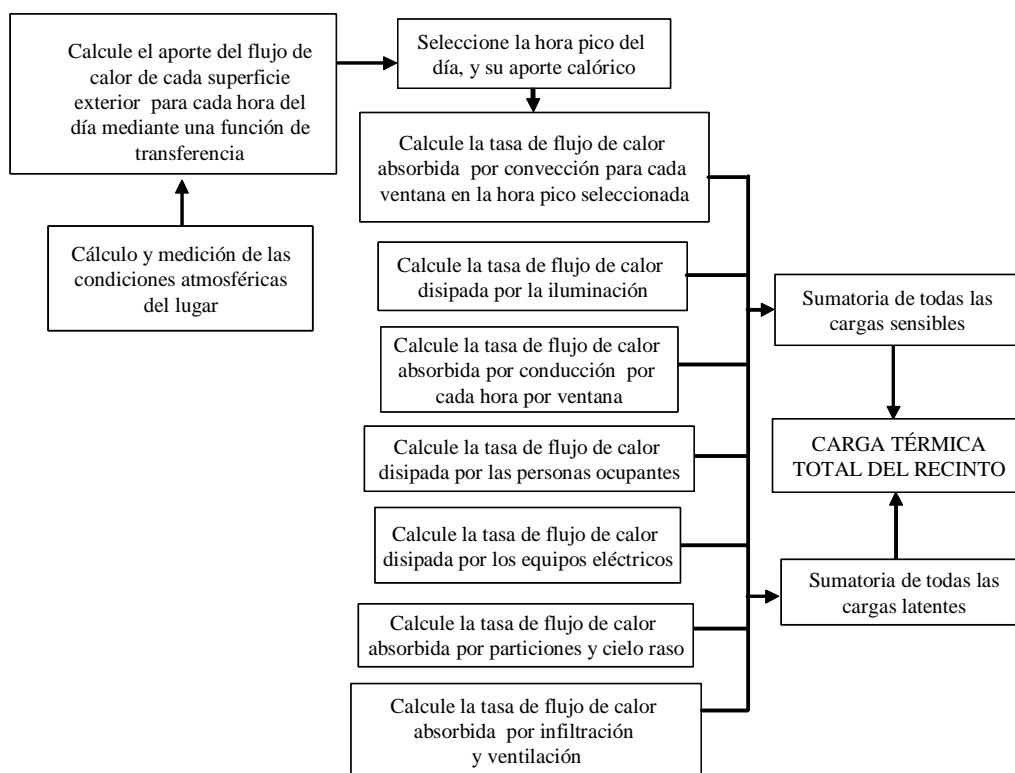 Calcule el aporte del flujo de
calor de cada superficie
exterior para cada hora del
día mediante una función de
transferencia
Seleccione la hora pico del
día, y su aporte calórico
Calcule la tasa de flujo de calor
absorbida por convección para cada
ventana en la hora pico seleccionada
Cálculo y medición de las
condiciones atmosféricas
del lugar
Calcule la tasa de flujo de calor
disipada por la iluminación
Sumatoria de todas las
cargas sensibles
Calcule la tasa de flujo de calor
absorbida por conducción por
cada hora por ventana
Calcule la tasa de flujo de calor
disipada por las personas ocupantes
CARGA TÉRMICA
TOTAL DEL RECINTO
Calcule la tasa de flujo de calor
disipada por los equipos eléctricos
Sumatoria de todas las
cargas latentes
Calcule la tasa de flujo de calor
absorbida por particiones y cielo raso
Calcule la tasa de flujo de calor
absorbida por infiltración
y ventilación